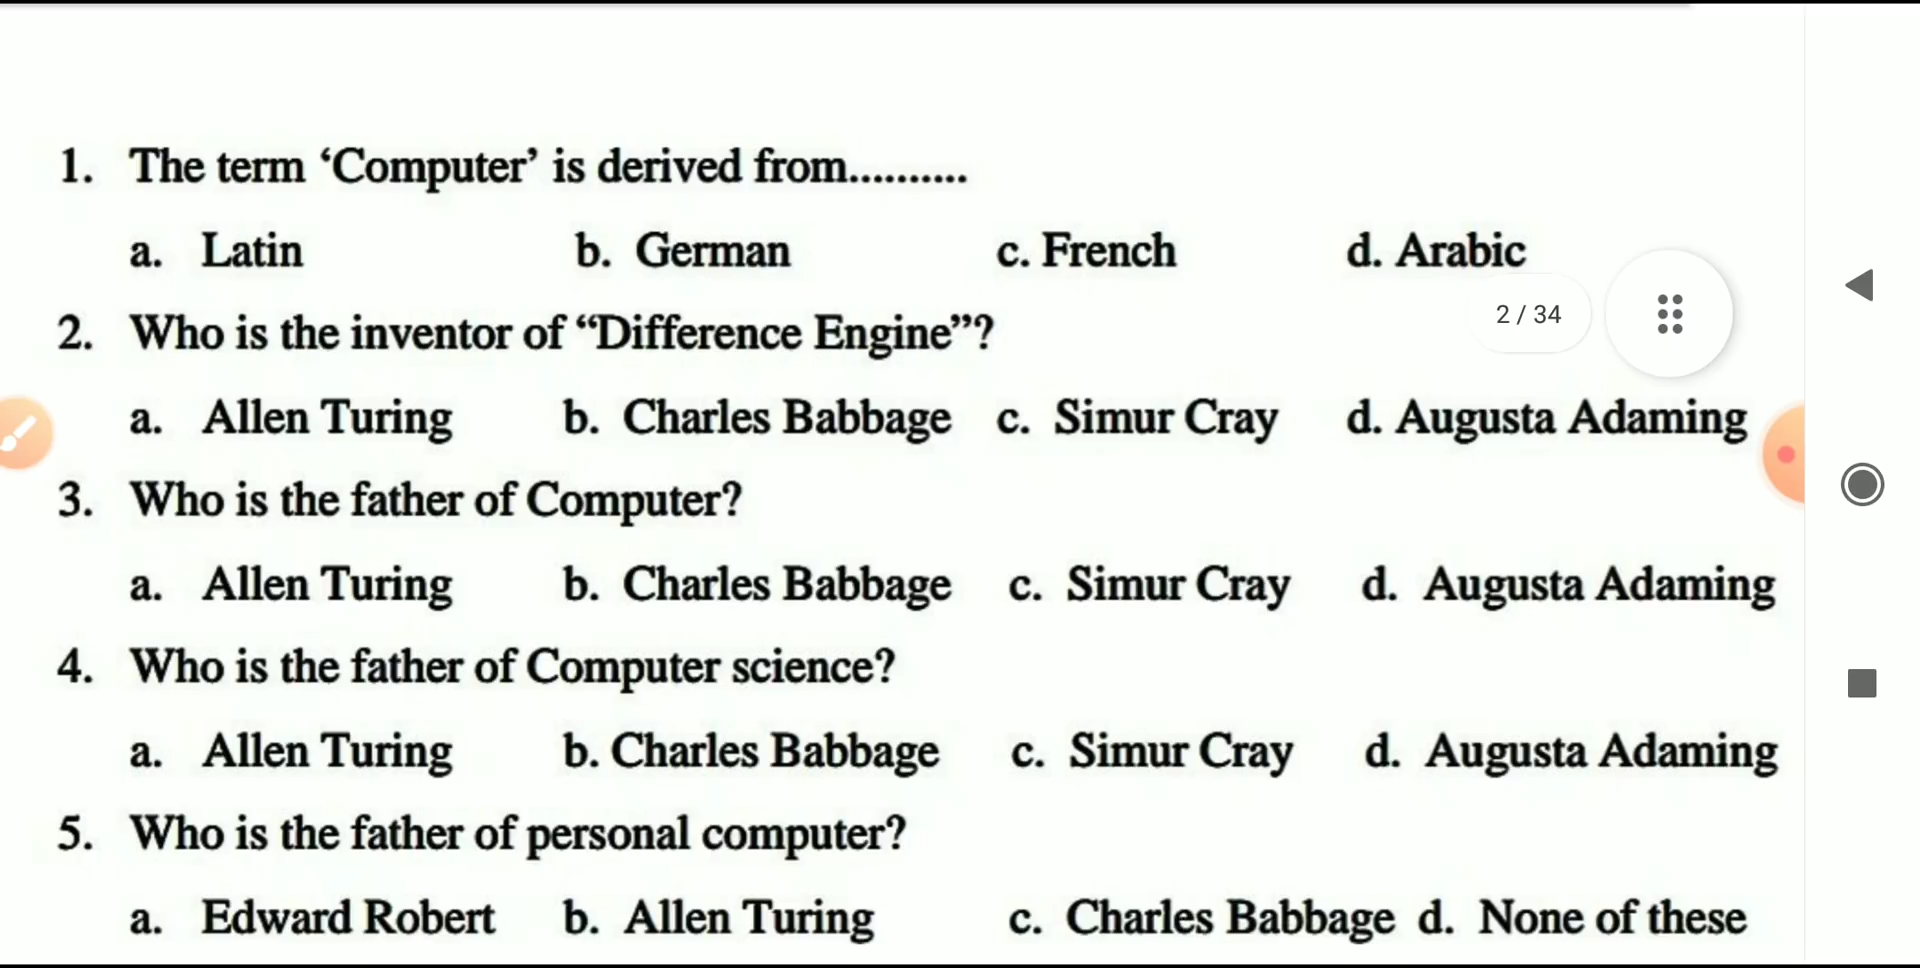 1. The term ‘Computer’ is derived from..........
a. Latin b. German c. French d. Arabic
2 / 34
2. Who is the inventor of “Difference Engine”?
a. Allen Turing b. Charles Babbage c. Simur Cray d. Augusta Adaming
3. Who is the father of Computer?
a. Allen Turing b. Charles Babbage c. Simur Cray d. Augusta Adaming
4. Who is the father of Computer science?
a. Allen Turing b. Charles Babbage c. Simur Cray d. Augusta Adaming
5. Who is the father of personal computer?
a. Edward Robert b. Allen Turing c. Charles Babbage d. None of these